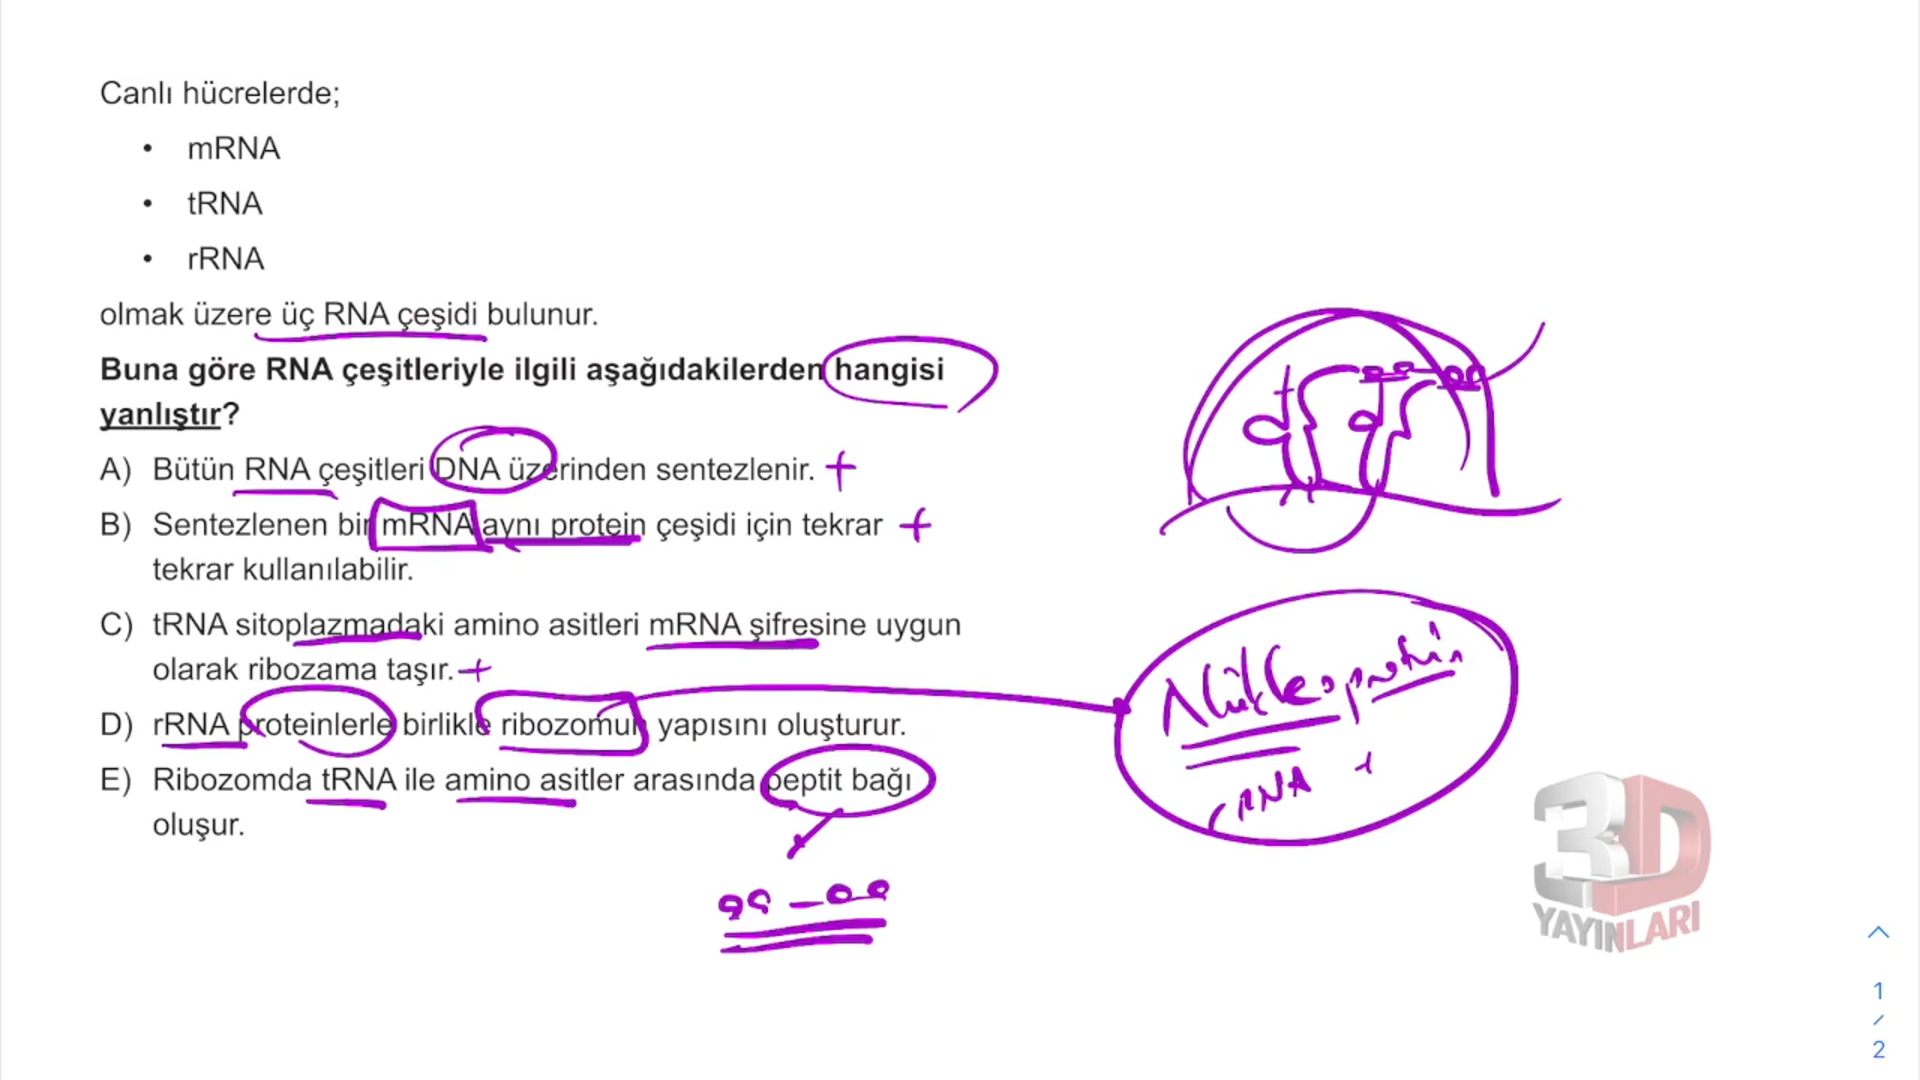 Canlı hücrelerde;
• mRNA
• tRNA
• rRNA
olmak üzere üç RNA çeşidi bulunur.
Buna göre RNA çeşitleriyle ilgili aşağıdakilerden hangisi
yanlıştır?
A) Bütün RNA çeşitleri DNA üzerinden sentezlenir. +
B) Sentezlenen bir mRNA aynı protein çeşidi için tekrar +
tekrar kullanılabilir.
C) tRNA sitoplazmadaki amino asitleri mRNA şifresine uygun
olarak ribozama taşır. +
D) rRNA proteinlerle birlikle ribozomun yapısını oluşturur.
E) Ribozomda tRNA ile amino asitler arasında peptit bağı
oluşur.
Nükleoprotein
rRNA +
3D
YAYINLARI
1
/
2